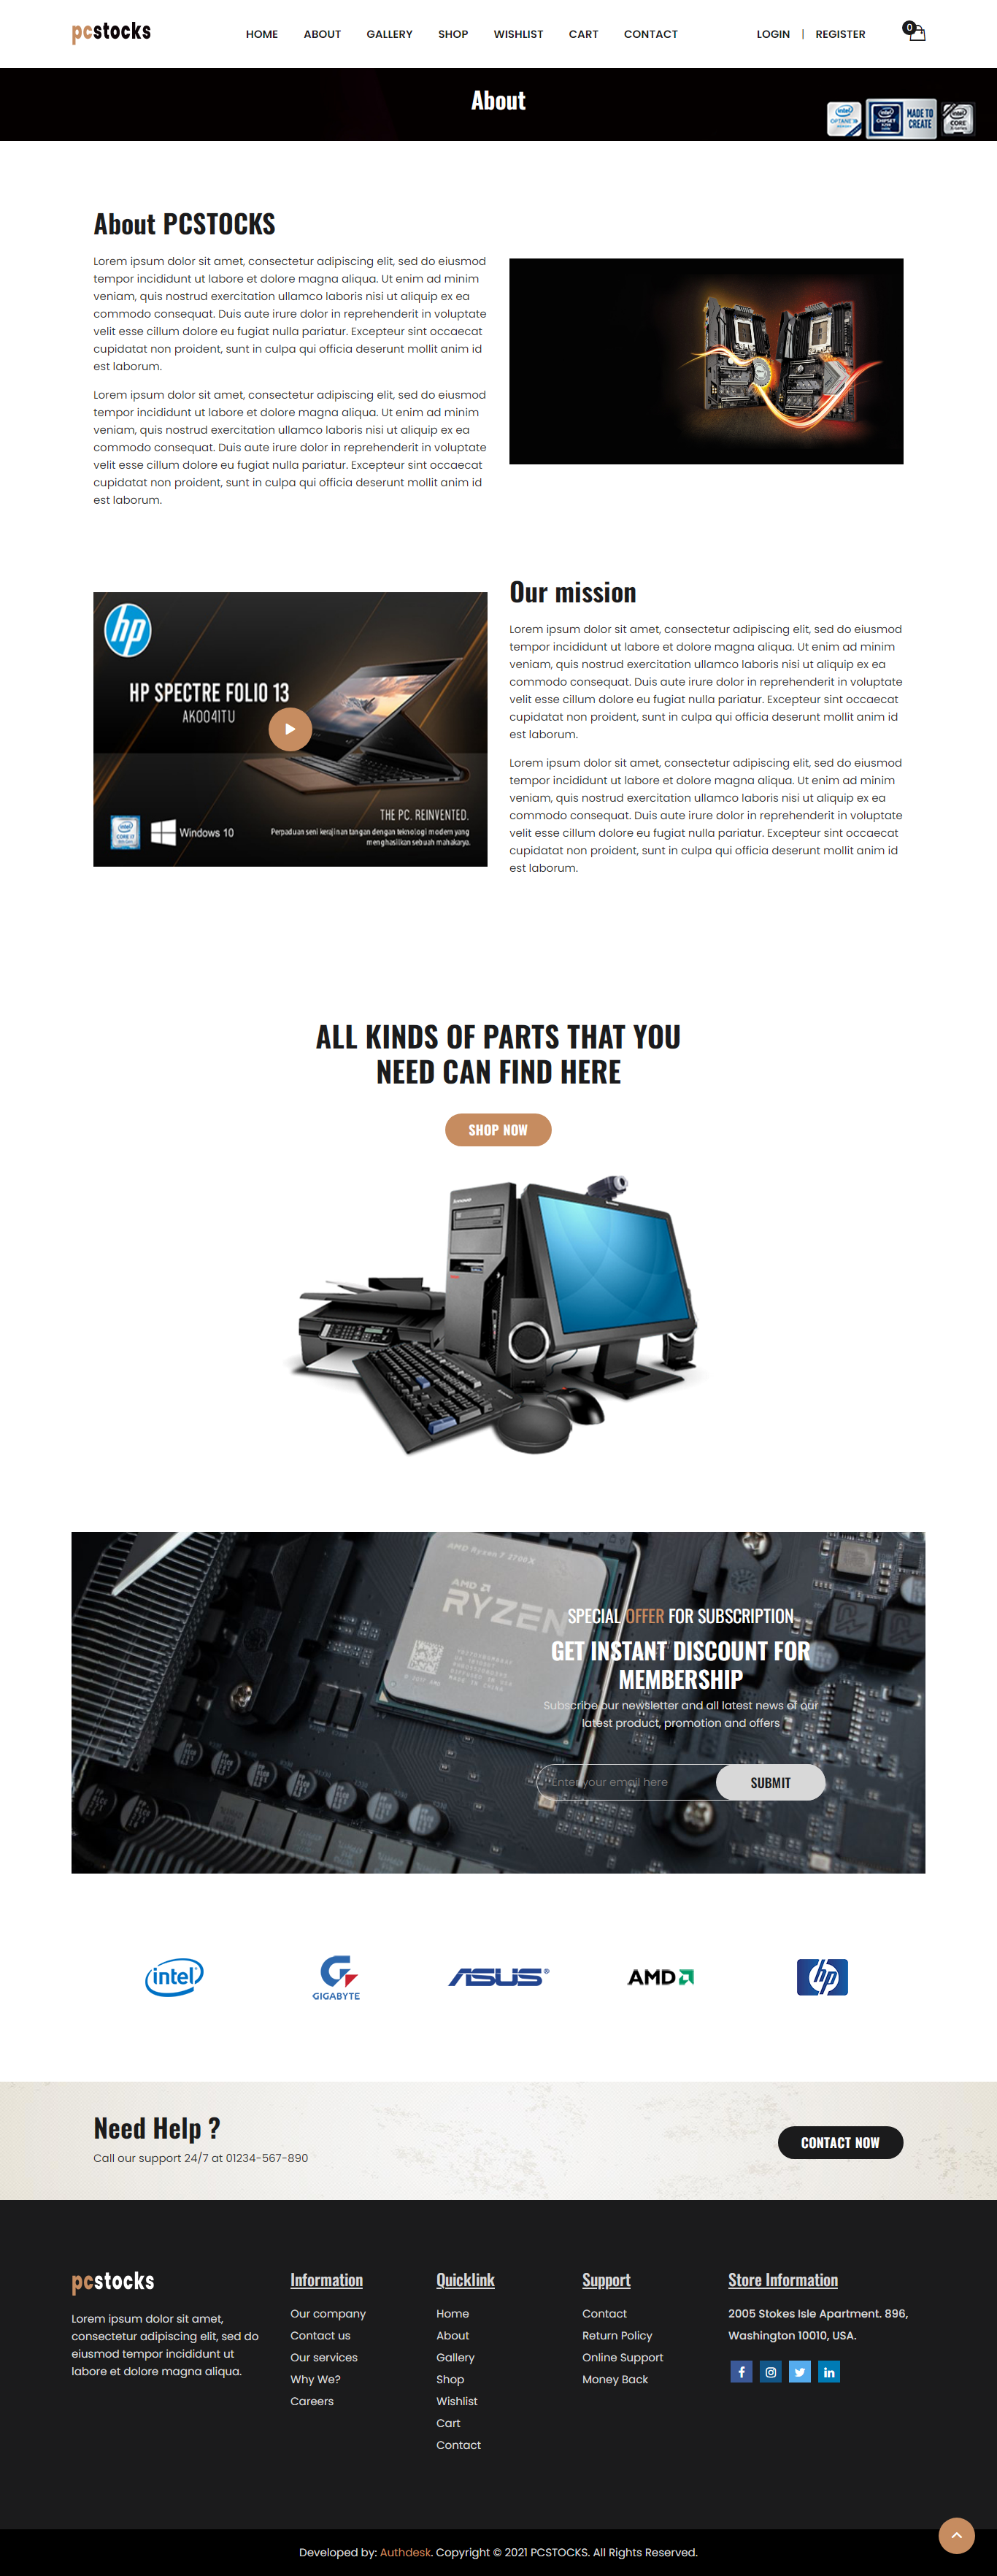 pcstocks
HOME ABOUT GALLERY SHOP WISHLIST CART CONTACT
LOGIN | REGISTER
0
About
intel
OPTANE
intel
CHIPSET
MADE TO
CREATE
intel
CORE
About PCSTOCKS
Lorem ipsum dolor sit amet, consectetur adipiscing elit, sed do eiusmod
tempor incididunt ut labore et dolore magna aliqua. Ut enim ad minim
veniam, quis nostrud exercitation ullamco laboris nisi ut aliquip ex ea
commodo consequat. Duis aute irure dolor in reprehenderit in voluptate
velit esse cillum dolore eu fugiat nulla pariatur. Excepteur sint occaecat
cupidatat non proident, sunt in culpa qui officia deserunt mollit anim id
est laborum.
Lorem ipsum dolor sit amet, consectetur adipiscing elit, sed do eiusmod
tempor incididunt ut labore et dolore magna aliqua. Ut enim ad minim
veniam, quis nostrud exercitation ullamco laboris nisi ut aliquip ex ea
commodo consequat. Duis aute irure dolor in reprehenderit in voluptate
velit esse cillum dolore eu fugiat nulla pariatur. Excepteur sint occaecat
cupidatat non proident, sunt in culpa qui officia deserunt mollit anim id
est laborum.
hp
HP SPECTRE FOLIO 13
AK004ITU
THE PC. REINVENTED.
Perpaduan seni kerajinan tangan dengan teknologi modern yang
menghasilkan sebuah mahakarya.
intel
CORE i7
Windows 10
Our mission
Lorem ipsum dolor sit amet, consectetur adipiscing elit, sed do eiusmod
tempor incididunt ut labore et dolore magna aliqua. Ut enim ad minim
veniam, quis nostrud exercitation ullamco laboris nisi ut aliquip ex ea
commodo consequat. Duis aute irure dolor in reprehenderit in voluptate
velit esse cillum dolore eu fugiat nulla pariatur. Excepteur sint occaecat
cupidatat non proident, sunt in culpa qui officia deserunt mollit anim id
est laborum.
Lorem ipsum dolor sit amet, consectetur adipiscing elit, sed do eiusmod
tempor incididunt ut labore et dolore magna aliqua. Ut enim ad minim
veniam, quis nostrud exercitation ullamco laboris nisi ut aliquip ex ea
commodo consequat. Duis aute irure dolor in reprehenderit in voluptate
velit esse cillum dolore eu fugiat nulla pariatur. Excepteur sint occaecat
cupidatat non proident, sunt in culpa qui officia deserunt mollit anim id
est laborum.
ALL KINDS OF PARTS THAT YOU
NEED CAN FIND HERE
SHOP NOW
AMD Ryzen 7 2700X
AMD
RYZEN
SPECIAL OFFER FOR SUBSCRIPTION
GET INSTANT DISCOUNT FOR
MEMBERSHIP
Subscribe our newsletter and all latest news of our
latest product, promotion and offers
Enter your email here
SUBMIT
intel
GIGABYTE
ASUS®
AMD
hp
Need Help ?
Call our support 24/7 at 01234-567-890
CONTACT NOW
pcstocks
Lorem ipsum dolor sit amet,
consectetur adipiscing elit, sed do
eiusmod tempor incididunt ut
labore et dolore magna aliqua.
Information
Our company
Contact us
Our services
Why We?
Careers
Quicklink
Home
About
Gallery
Shop
Wishlist
Cart
Contact
Support
Contact
Return Policy
Online Support
Money Back
Store Information
2005 Stokes Isle Apartment. 896,
Washington 10010, USA.
Developed by: Authdesk. Copyright © 2021 PCSTOCKS. All Rights Reserved.